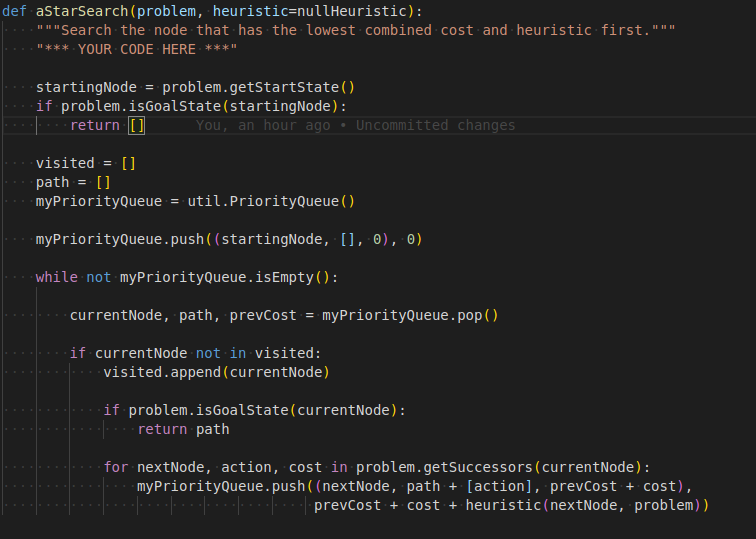 def aStarSearch(problem, heuristic=nullHeuristic):
    """Search the node that has the lowest combined cost and heuristic first."""
    "*** YOUR CODE HERE ***"

    startingNode = problem.getStartState()
    if problem.isGoalState(startingNode):
        return []      You, an hour ago • Uncommitted changes

    visited = []
    path = []
    myPriorityQueue = util.PriorityQueue()

    myPriorityQueue.push((startingNode, [], 0), 0)

    while not myPriorityQueue.isEmpty():

        currentNode, path, prevCost = myPriorityQueue.pop()

        if currentNode not in visited:
            visited.append(currentNode)

            if problem.isGoalState(currentNode):
                return path

            for nextNode, action, cost in problem.getSuccessors(currentNode):
                myPriorityQueue.push((nextNode, path + [action], prevCost + cost),
                                     prevCost + cost + heuristic(nextNode, problem))